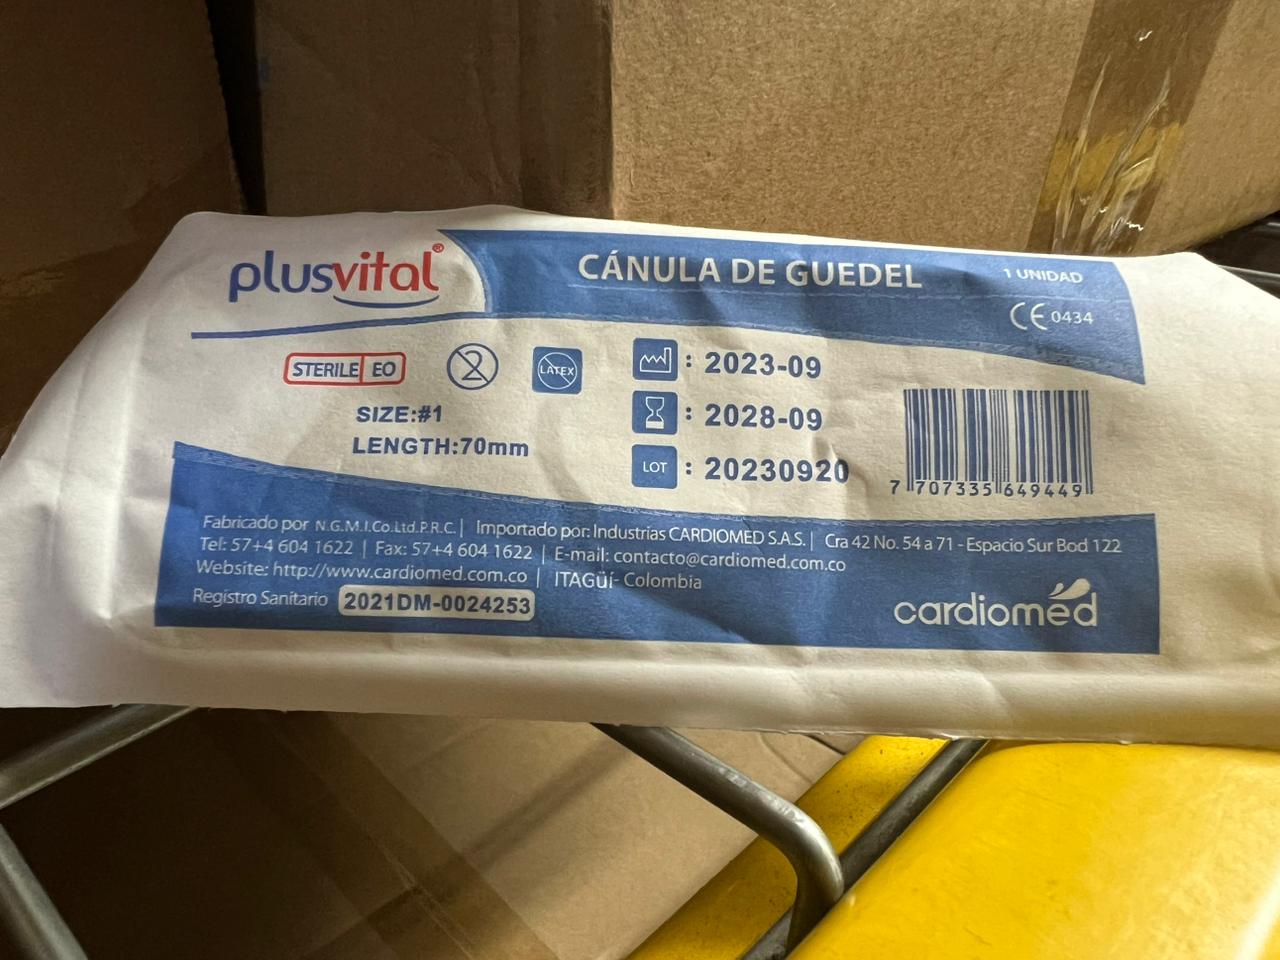 plusvital®
CÁNULA DE GUEDEL
1 UNIDAD
CE 0434
STERILE EO
2
LATEX
SIZE:#1
LENGTH:70mm
: 2023-09
: 2028-09
LOT : 20230920
7 707335 649449
Fabricado por N.G.M.I.Co.Ltd.P.R.C. | Importado por: Industrias CARDIOMED S.A.S. | Cra 42 No. 54 a 71 - Espacio Sur Bod 122
Tel: 57+4 604 1622 | Fax: 57+4 604 1622 | E-mail: contacto@cardiomed.com.co
Website: http://www.cardiomed.com.co | ITAGüí- Colombia
Registro Sanitario 2021DM-0024253
cardiomed